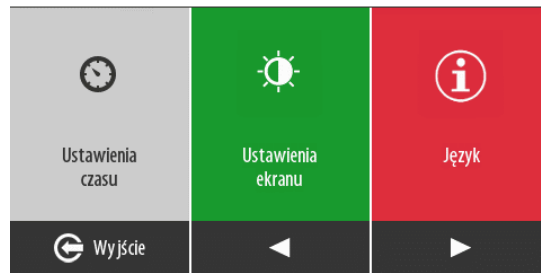 Ustawienia
czasu
Ustawienia
ekranu
Język
Wyjście